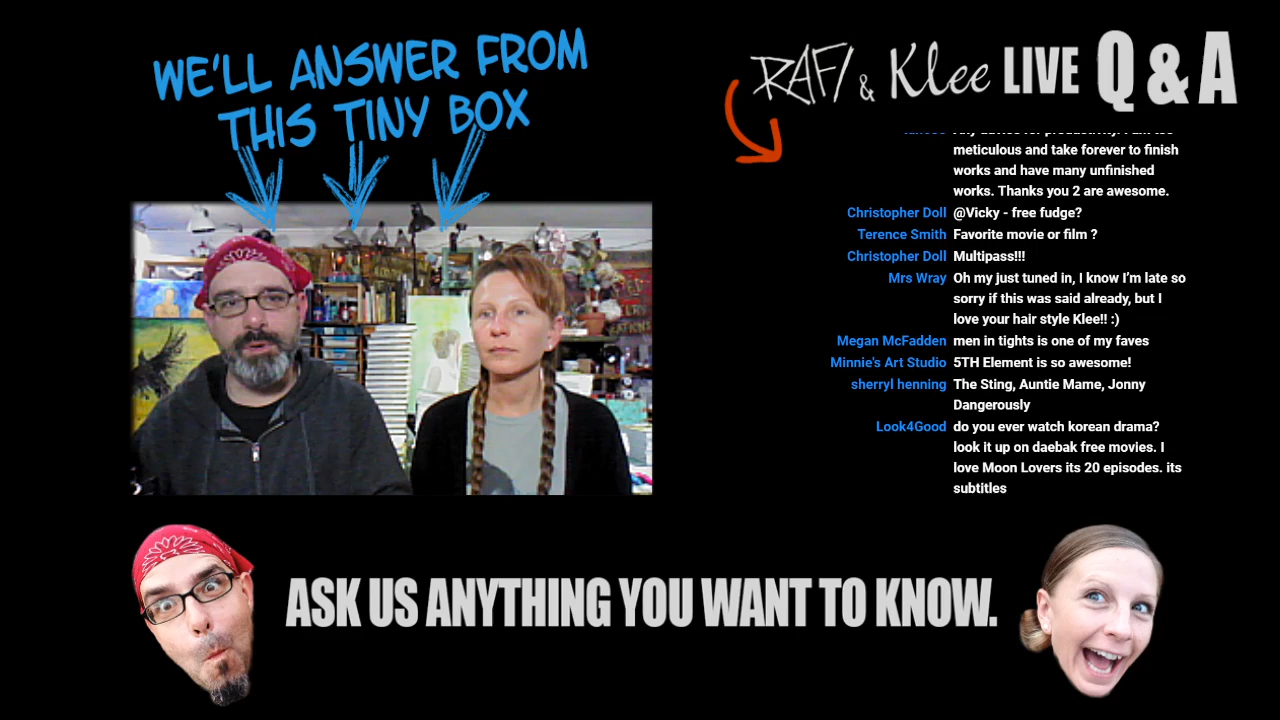 WE'LL ANSWER FROM
THIS TINY BOX
RAFI & Klee LIVE Q & A
meticulous and take forever to finish
works and have many unfinished
works. Thanks you 2 are awesome.
Christopher Doll @Vicky - free fudge?
Terence Smith Favorite movie or film ?
Christopher Doll Multipass!!!
Mrs Wray Oh my just tuned in, I know I'm late so
sorry if this was said already, but I
love your hair style Klee!! :)
Megan McFadden men in tights is one of my faves
Minnie's Art Studio 5TH Element is so awesome!
sherryl henning The Sting, Auntie Mame, Jonny
Dangerously
Look4Good do you ever watch korean drama?
look it up on daebak free movies. I
love Moon Lovers its 20 episodes. its
subtitles
ASK US ANYTHING YOU WANT TO KNOW.